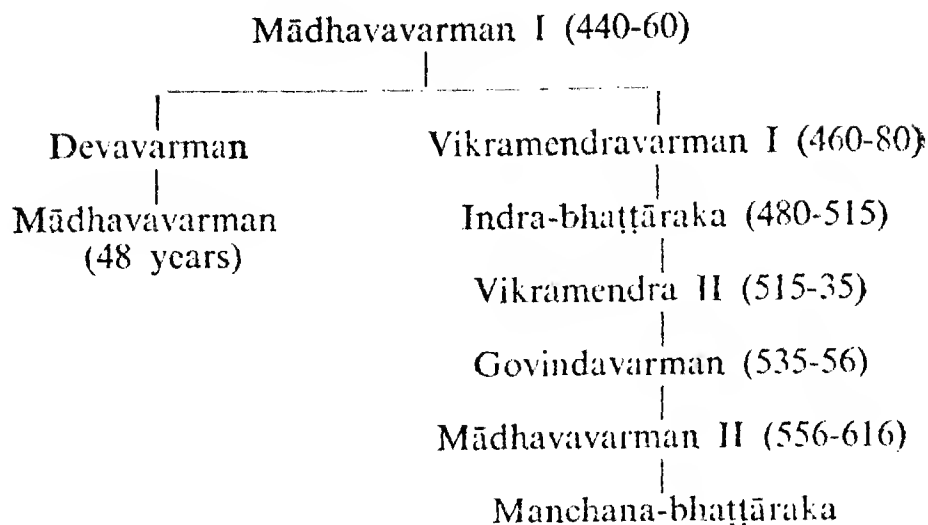 Mādhavavarman I (440-60)
Devavarman
Vikramendravarman I (460-80)
Mādhavavarman
(48 years)
Indra-bhaṭṭāraka (480-515)
Vikramendra II (515-35)
Govindavarman (535-56)
Mādhavavarman II (556-616)
Manchana-bhaṭṭāraka